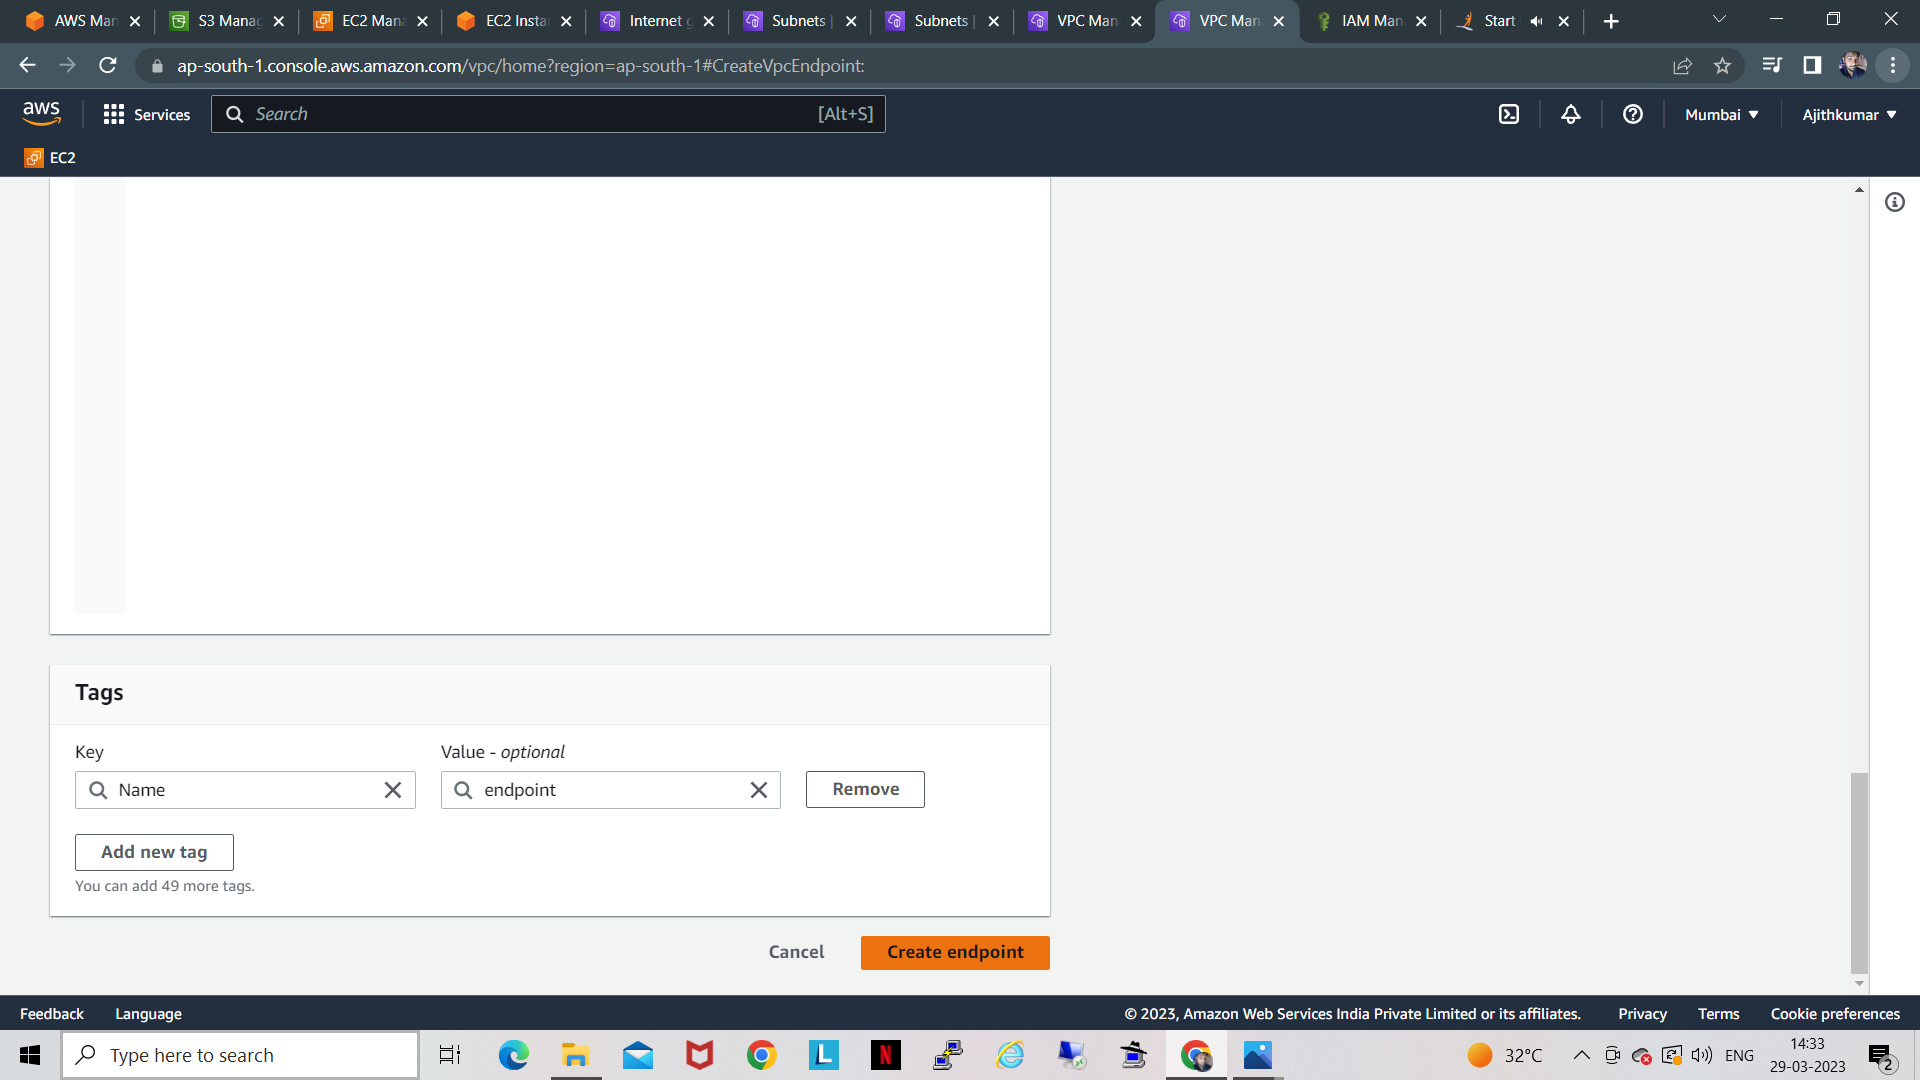 AWS Man
S3 Manag
EC2 Mana
EC2 Insta
Internet g
Subnets |
Subnets |
VPC Man
VPC Man
IAM Man
Start
ap-south-1.console.aws.amazon.com/vpc/home?region=ap-south-1#CreateVpcEndpoint:
aws
Services
Search
[Alt+S]
Mumbai
Ajithkumar
EC2
Tags
Key
Value - optional
Name
endpoint
Remove
Add new tag
You can add 49 more tags.
Cancel
Create endpoint
Feedback
Language
© 2023, Amazon Web Services India Private Limited or its affiliates.
Privacy
Terms
Cookie preferences
Type here to search
L
N
32°C
ENG
14:33
29-03-2023
2